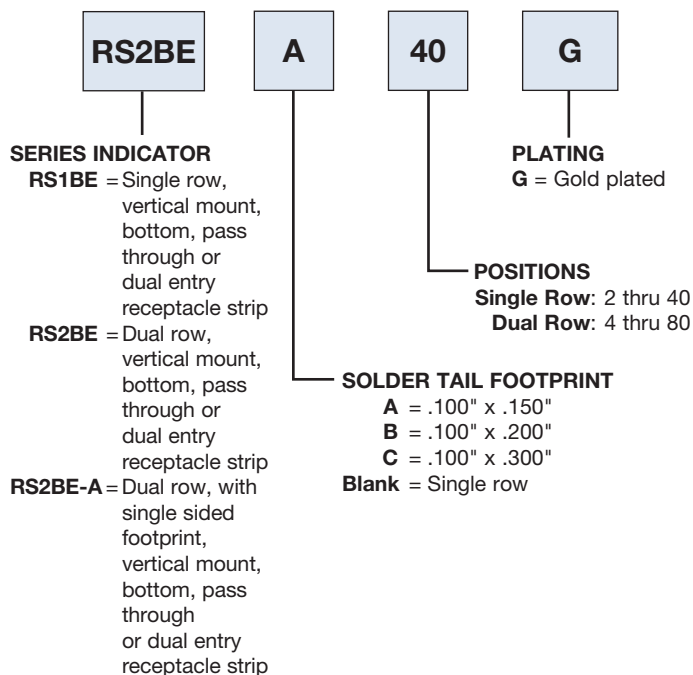 RS2BE A 40 G
SERIES INDICATOR
RS1BE = Single row,
vertical mount,
bottom, pass
through or
dual entry
receptacle strip
RS2BE = Dual row,
vertical mount,
bottom, pass
through or
dual entry
receptacle strip
RS2BE-A = Dual row, with
single sided
footprint,
vertical mount,
bottom, pass
through
or dual entry
receptacle strip
SOLDER TAIL FOOTPRINT
A = .100" x .150"
B = .100" x .200"
C = .100" x .300"
Blank = Single row
POSITIONS
Single Row: 2 thru 40
Dual Row: 4 thru 80
PLATING
G = Gold plated